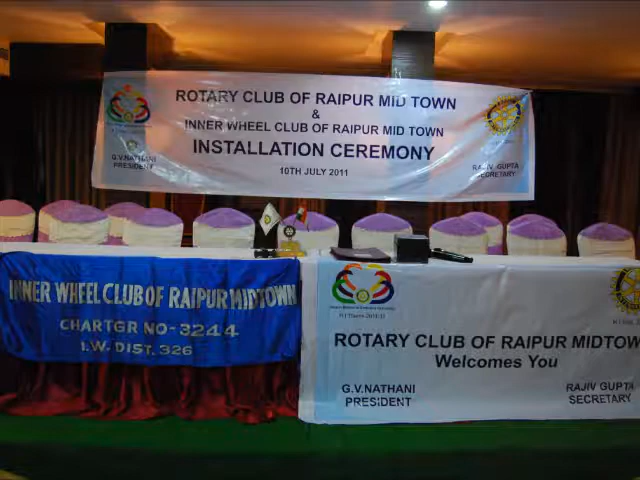 ROTARY CLUB OF RAIPUR MID TOWN
&
INNER WHEEL CLUB OF RAIPUR MID TOWN
INSTALLATION CEREMONY
10TH JULY 2011
G.V.NATHANI
PRESIDENT
RAJIV GUPTA
SECRETARY
INNER WHEEL CLUB OF RAIPUR MIDTOWN
CHARTGR NO-3244
I.W. DIST. 326
ROTARY CLUB OF RAIPUR MIDTOW
Welcomes You
G.V.NATHANI
PRESIDENT
RAJIV GUPTA
SECRETARY